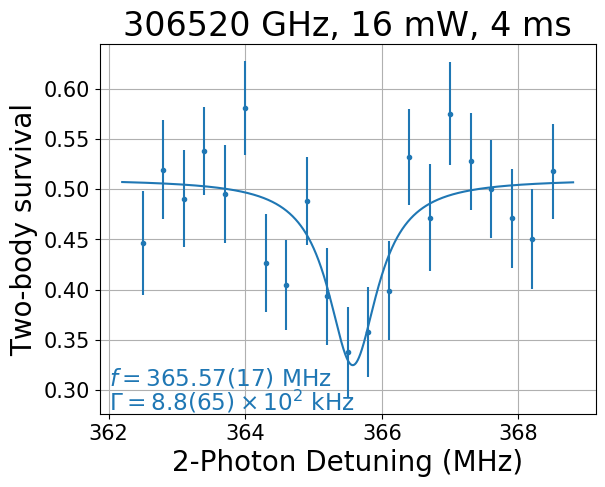 306520 GHz, 16 mW, 4 ms
Two-body survival
0.60
0.55
0.50
0.45
0.40
0.35
0.30
f = 365.57(17) MHz
Γ = 8.8(65) × 10² kHz
362
364
366
368
2-Photon Detuning (MHz)